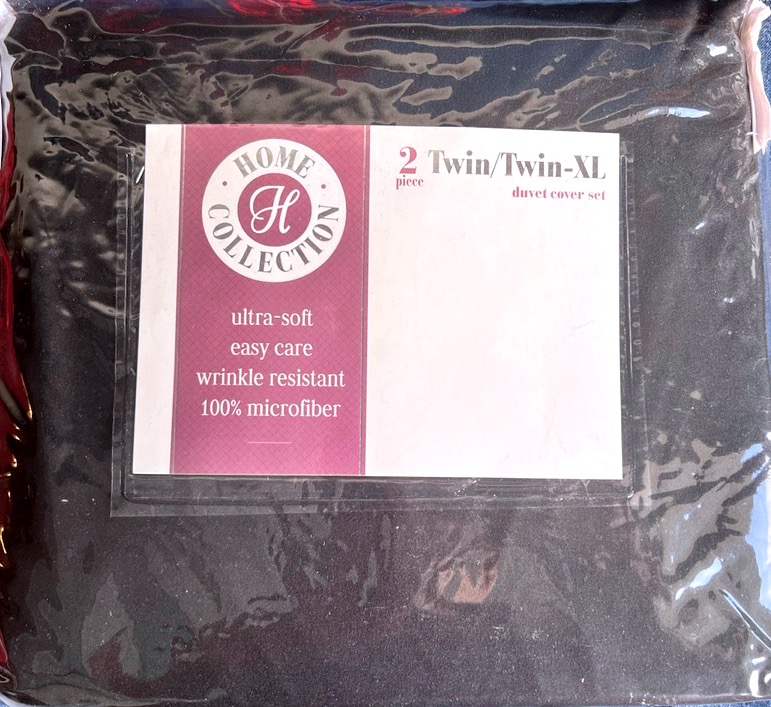 HOME
H
COLLECTION
ultra-soft
easy care
wrinkle resistant
100% microfiber
2 piece Twin/Twin-XL
duvet cover set